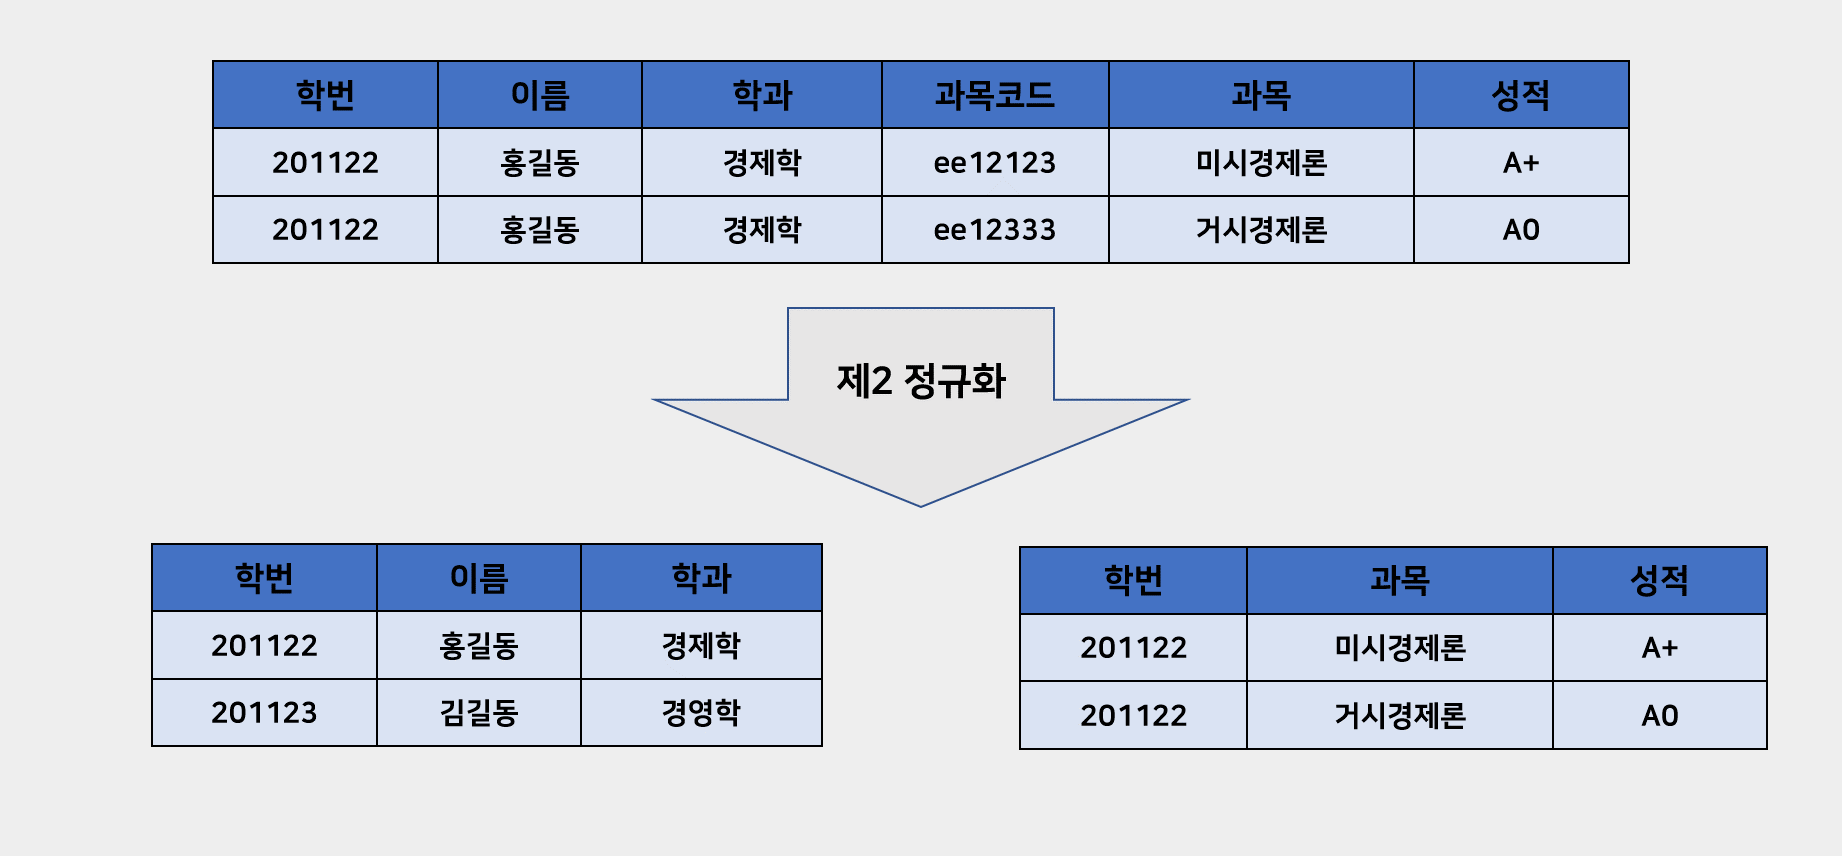 학번 이름 학과 과목코드 과목 성적
201122 홍길동 경제학 ee12123 미시경제론 A+
201122 홍길동 경제학 ee12333 거시경제론 A0
제2 정규화
학번 이름 학과
201122 홍길동 경제학
201123 김길동 경영학
학번 과목 성적
201122 미시경제론 A+
201122 거시경제론 A0